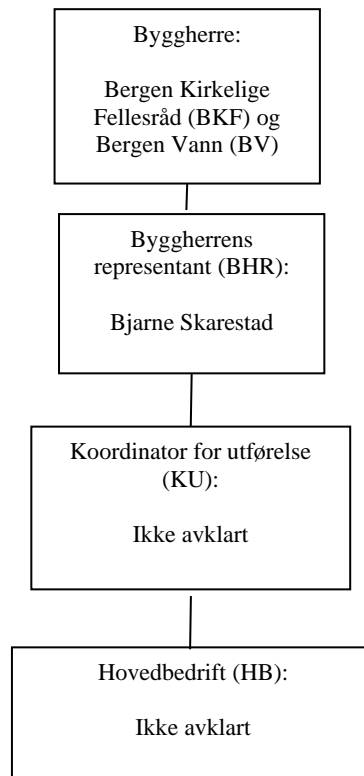 Byggherre:
Bergen Kirkelige
Fellesråd (BKF) og
Bergen Vann (BV)
Byggherrens
representant (BHR):
Bjarne Skarestad
Koordinator for utførelse
(KU):
Ikke avklart
Hovedbedrift (HB):
Ikke avklart